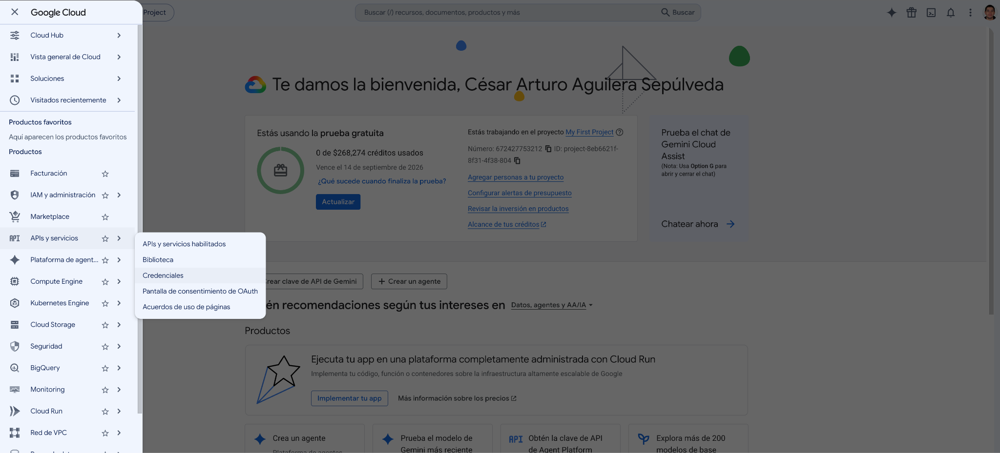 Google Cloud
Project
Buscar (/) recursos, documentos, productos y más
Buscar
Cloud Hub
Vista general de Cloud
Soluciones
Visitados recientemente
Productos favoritos
Aquí aparecen los productos favoritos
Productos
Facturación
IAM y administración
Marketplace
API
APIs y servicios
Plataforma de agent...
Compute Engine
Kubernetes Engine
Cloud Storage
Seguridad
BigQuery
Monitoring
Cloud Run
Red de VPC
APIs y servicios habilitados
Biblioteca
Credenciales
Pantalla de consentimiento de OAuth
Acuerdos de uso de páginas
Te damos la bienvenida, César Arturo Aguilera Sepúlveda
Estás usando la prueba gratuita
0 de $268,274 créditos usados
Vence el 14 de septiembre de 2026
¿Qué sucede cuando finaliza la prueba?
Actualizar
Estás trabajando en el proyecto My First Project
Número: 672427753212 ID: project-8eb6621f-
8f31-4f38-804
Agregar personas a tu proyecto
Configurar alertas de presupuesto
Revisar la inversión en productos
Alcance de tus créditos
Prueba el chat de
Gemini Cloud
Assist
(Nota: Usa Option G para
abrir y cerrar el chat)
Chatear ahora
rear clave de API de Gemini
Crear un agente
én recomendaciones según tus intereses en Datos, agentes y AA/IA
Productos
Ejecuta tu app en una plataforma completamente administrada con Cloud Run
Implementa tu código, función o contenedores sobre la infraestructura altamente escalable de Google
Implementar tu app
Más información sobre los precios
Crea un agente
Plataforma de agentes
Prueba el modelo de
Gemini más reciente
API
Obtén la clave de API
de Agent Platform
Explora más de 200
modelos de base